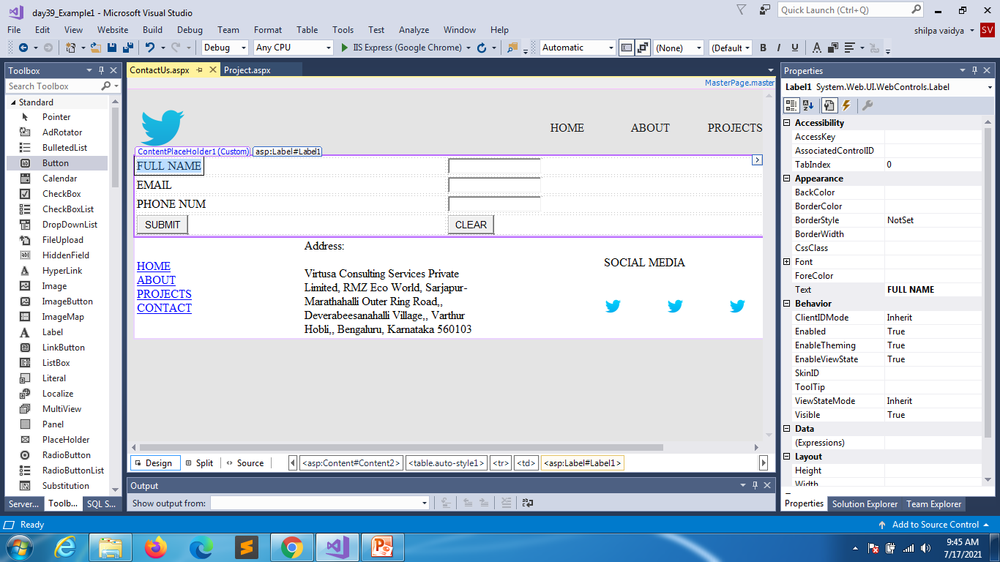 day39_Example1 - Microsoft Visual Studio
Quick Launch (Ctrl+Q)
File Edit View Website Build Debug Team Format Table Tools Test Analyze Window Help
shilpa vaidya SV
Debug Any CPU IIS Express (Google Chrome) Automatic (None) (Default B I U A
Toolbox
Search Toolbox
Standard
Pointer
AdRotator
BulletedList
Button
Calendar
CheckBox
CheckBoxList
DropDownList
FileUpload
HiddenField
HyperLink
Image
ImageButton
ImageMap
Label
LinkButton
ListBox
Literal
Localize
MultiView
Panel
PlaceHolder
RadioButton
RadioButtonList
Substitution
Server... Toolb... SQL S...
ContactUs.aspx Project.aspx
MasterPage.master
HOME ABOUT PROJECTS
ContentPlaceHolder1 (Custom) asp:Label#Label1
FULL NAME
EMAIL
PHONE NUM
SUBMIT CLEAR
HOME
ABOUT
PROJECTS
CONTACT
Address:
Virtusa Consulting Services Private
Limited, RMZ Eco World, Sarjapur-
Marathahalli Outer Ring Road,,
Deverabeesanahalli Village,, Varthur
Hobli,, Bengaluru, Karnataka 560103
SOCIAL MEDIA
Design Split Source <asp:Content#Content2> <table.auto-style1> <tr> <td> <asp:Label#Label1>
Output
Show output from:
Properties
Label1 System.Web.UI.WebControls.Label
Accessibility
AccessKey
AssociatedControlID
TabIndex 0
Appearance
BackColor
BorderColor
BorderStyle NotSet
BorderWidth
CssClass
Font
ForeColor
Text FULL NAME
Behavior
ClientIDMode Inherit
Enabled True
EnableTheming True
EnableViewState True
SkinID
ToolTip
ViewStateMode Inherit
Visible True
Data
(Expressions)
Layout
Height
Width
Properties Solution Explorer Team Explorer
Ready
Add to Source Control
9:45 AM
7/17/2021